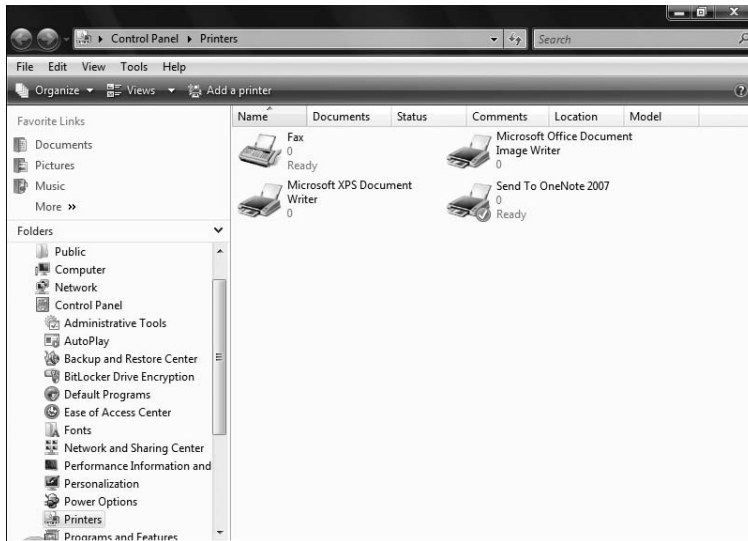 Control Panel Printers
Search
File Edit View Tools Help
Organize Views Add a printer
Favorite Links
Documents
Pictures
Music
More »
Folders
Public
Computer
Network
Control Panel
Administrative Tools
AutoPlay
Backup and Restore Center
BitLocker Drive Encryption
Default Programs
Ease of Access Center
Fonts
Network and Sharing Center
Performance Information and
Personalization
Power Options
Printers
Programs and Features
Name Documents Status Comments Location Model
Fax
0
Ready
Microsoft Office Document
Image Writer
0
Microsoft XPS Document
Writer
0
Send To OneNote 2007
0
Ready